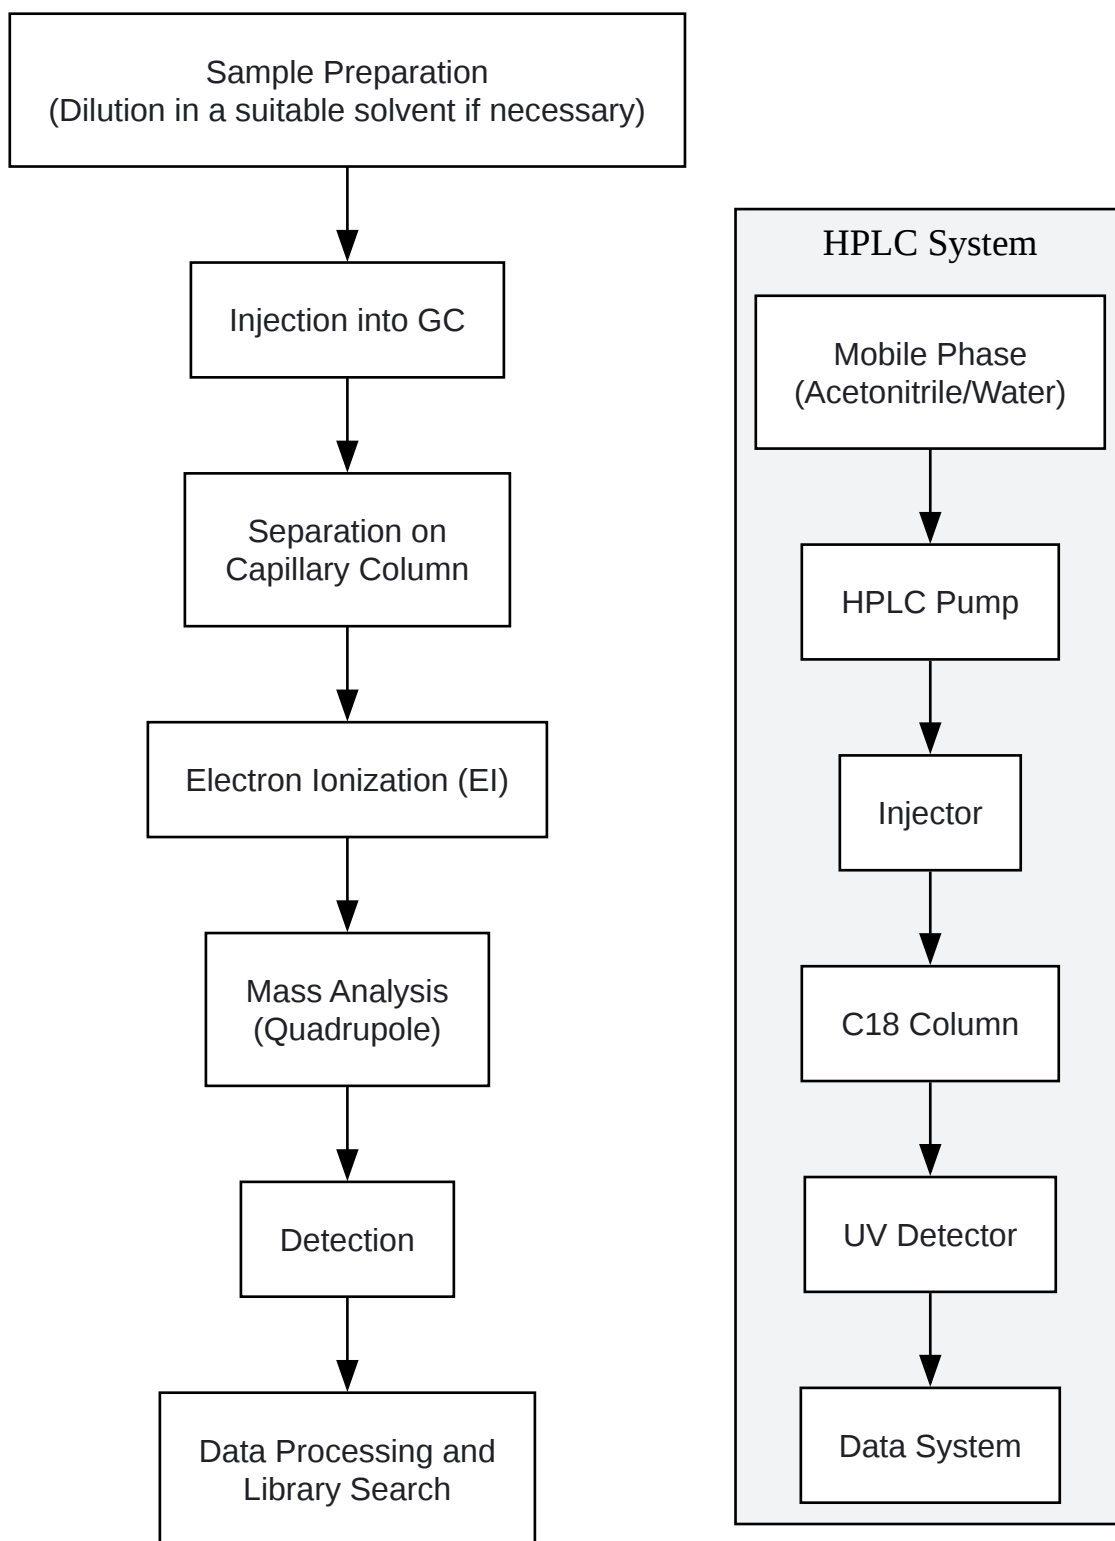 Sample Preparation
(Dilution in a suitable solvent if necessary)
Injection into GC
Separation on
Capillary Column
Electron Ionization (EI)
Mass Analysis
(Quadrupole)
Detection
Data Processing and
Library Search
HPLC System
Mobile Phase
(Acetonitrile/Water)
HPLC Pump
Injector
C18 Column
UV Detector
Data System